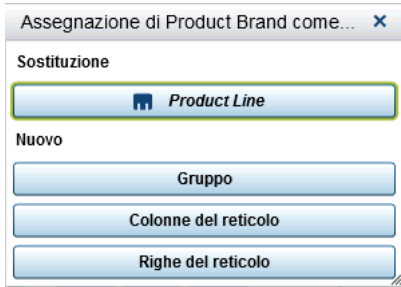 Assegnazione di Product Brand come...
Sostituzione
Product Line
Nuovo
Gruppo
Colonne del reticolo
Righe del reticolo